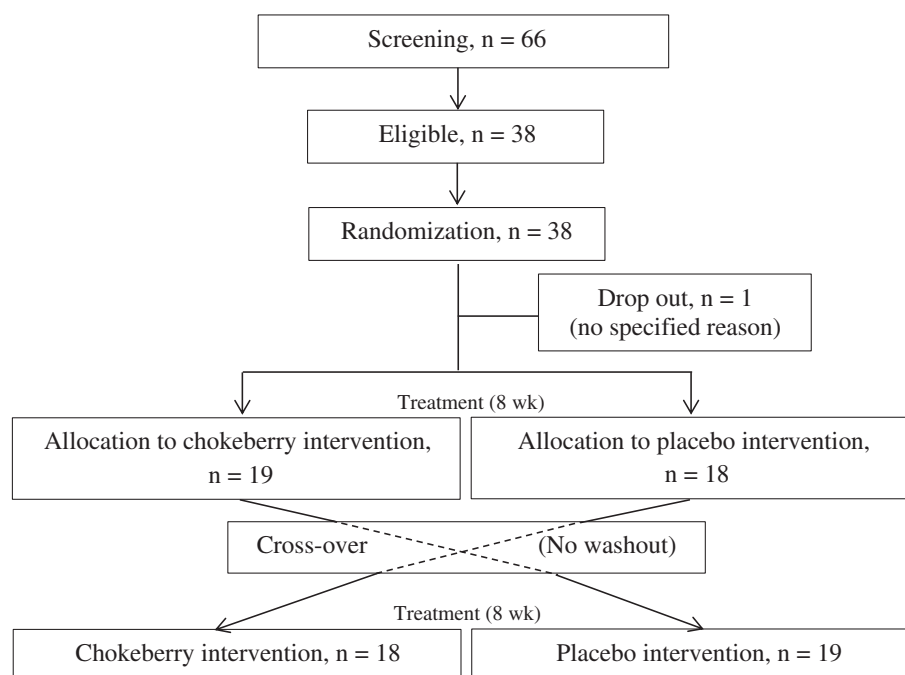 Screening, n = 66
Eligible, n = 38
Randomization, n = 38
Drop out, n = 1
(no specified reason)
Treatment (8 wk)
Allocation to chokeberry intervention,
n = 19
Allocation to placebo intervention,
n = 18
Cross-over
(No washout)
Treatment (8 wk)
Chokeberry intervention, n = 18
Placebo intervention, n = 19